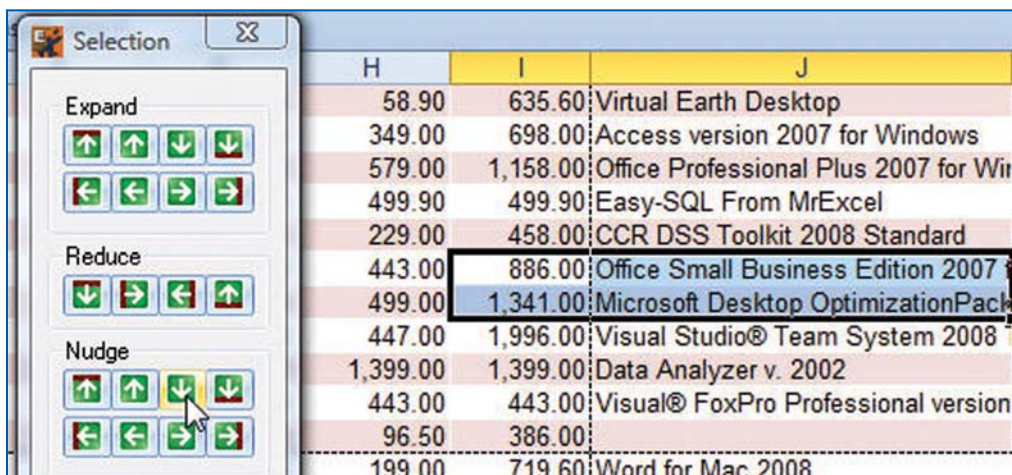 Selection
Expand
Reduce
Nudge
H I J
58.90 635.60 Virtual Earth Desktop
349.00 698.00 Access version 2007 for Windows
579.00 1,158.00 Office Professional Plus 2007 for
499.90 499.90 Easy-SQL From MrExcel
229.00 458.00 CCR DSS Toolkit 2008 Standard
443.00 886.00 Office Small Business Edition 2007
499.00 1,341.00 Microsoft Desktop OptimizationPack
447.00 1,996.00 Visual Studio® Team System 2008
1,399.00 1,399.00 Data Analyzer v. 2002
443.00 443.00 Visual® FoxPro Professional version
96.50 386.00
199.00 719.60 Word for Mac 2008